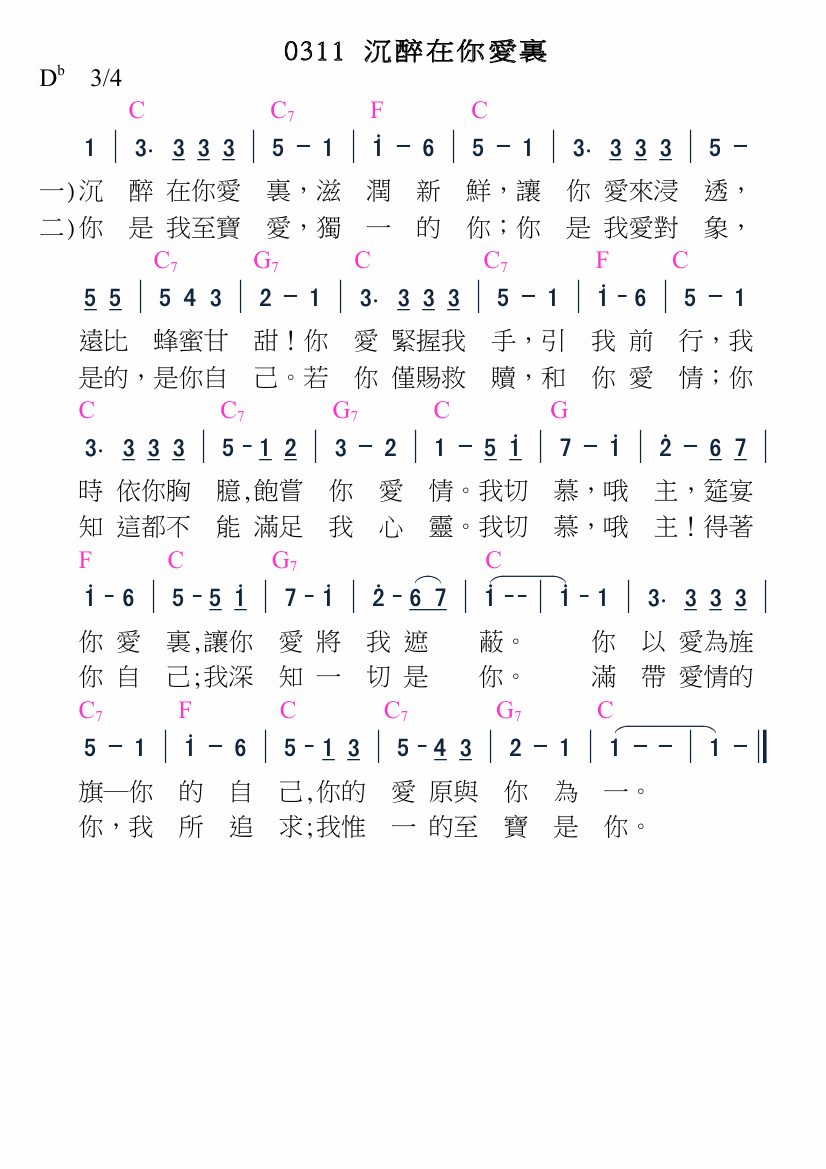 0311 沉醉在你愛裏
Dᵇ 3/4
C C₇ F C
1 | 3. 3 3 3 | 5 － 1 | i － 6 | 5 － 1 | 3. 3 3 3 | 5 －
一)沉 醉 在你愛 裏，滋 潤 新 鮮，讓 你 愛來浸 透，
二)你 是 我至寶 愛，獨 一 的 你；你 是 我愛對 象，
C₇ G₇ C C₇ F C
5 5 | 5 4 3 | 2 － 1 | 3. 3 3 3 | 5 － 1 | i - 6 | 5 － 1
遠比 蜂蜜甘 甜！你 愛 緊握我 手，引 我 前 行，我
是的，是你自 己。若 你 僅賜救 贖，和 你 愛 情；你
C C₇ G₇ C G
3. 3 3 3 | 5 - 1 2 | 3 － 2 | 1 － 5 i | 7 － i | 2̇ － 6 7 |
時 依你胸 臆,飽嘗 你 愛 情。我切 慕，哦 主，筵宴
知 這都不 能 滿足 我 心 靈。我切 慕，哦 主！得著
F C G₇ C
i - 6 | 5 - 5 i | 7 - i | 2̇ - 6 7 | i - - | i - 1 | 3. 3 3 3 |
你 愛 裏,讓你 愛 將 我 遮 蔽。 你 以 愛為旌
你 自 己;我深 知 一 切 是 你。 滿 帶 愛情的
C₇ F C C₇ G₇ C
5 － 1 | i － 6 | 5 - 1 3 | 5 - 4 3 | 2 － 1 | 1 － － | 1 － ‖
旗—你 的 自 己,你的 愛 原與 你 為 一。
你，我 所 追 求;我惟 一 的至 寶 是 你。